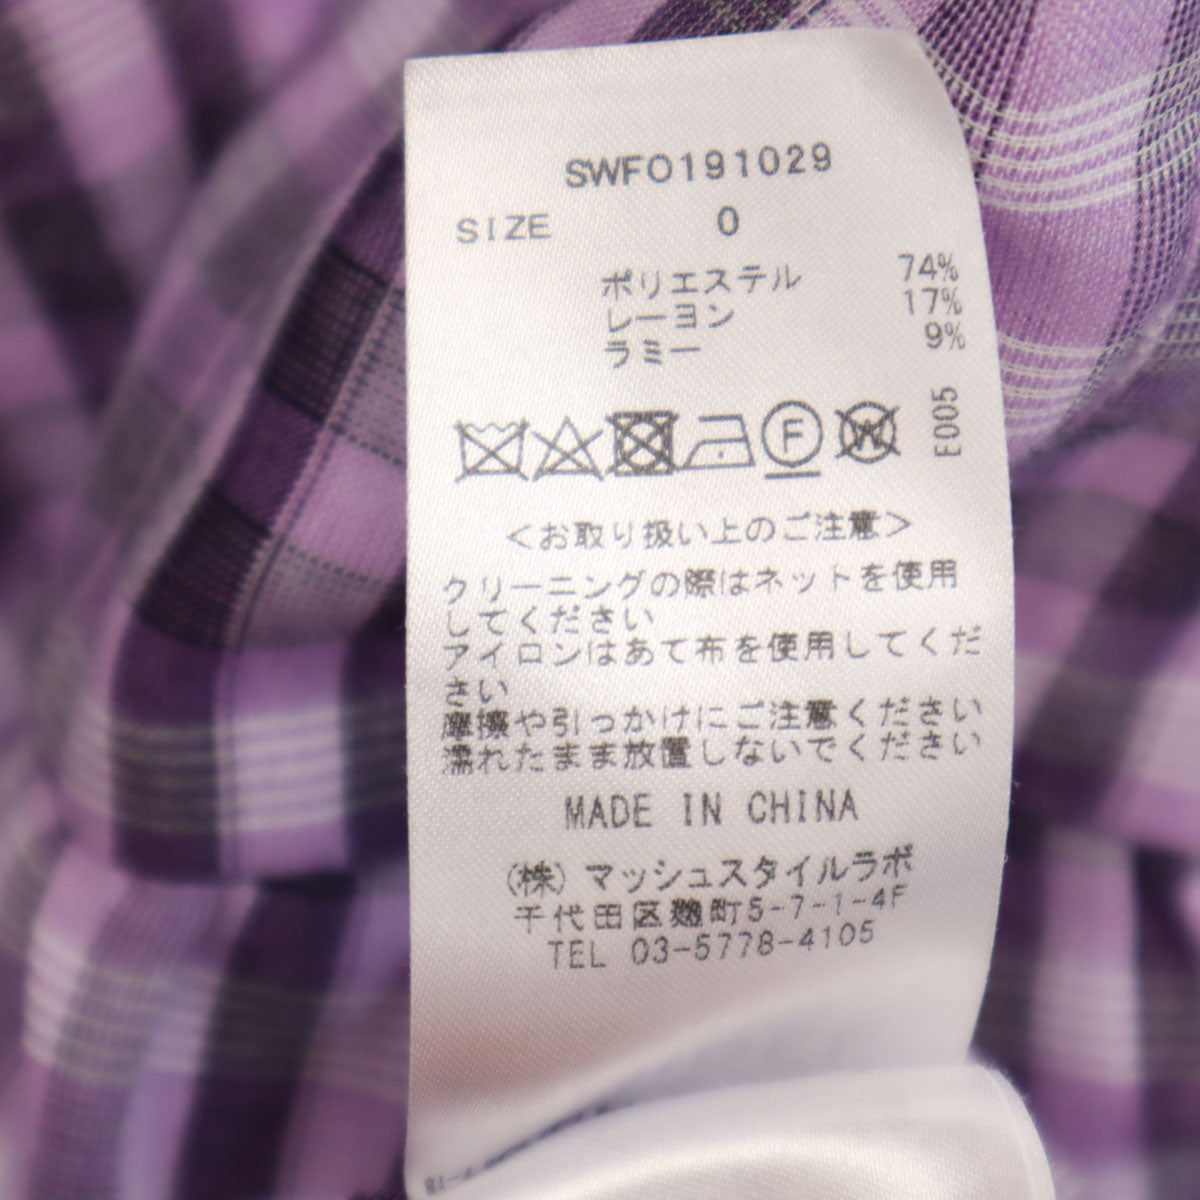 SWFO191029
SIZE 0
ポリエステル 74%
レーヨン 17%
ラミー 9%
F W E005
<お取り扱い上のご注意>
クリーニングの際はネットを使用
してください
アイロンはあて布を使用してくだ
さい
摩擦や引っかけにご注意ください
濡れたまま放置しないでください
MADE IN CHINA
(株)マッシュスタイルラボ
千代田区麹町5-7-1-4F
TEL 03-5778-4105